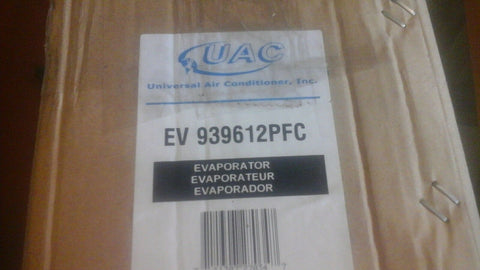 UAC
Universal Air Conditioner, Inc.
EV 939612PFC
EVAPORATOR
EVAPORATEUR
EVAPORADOR